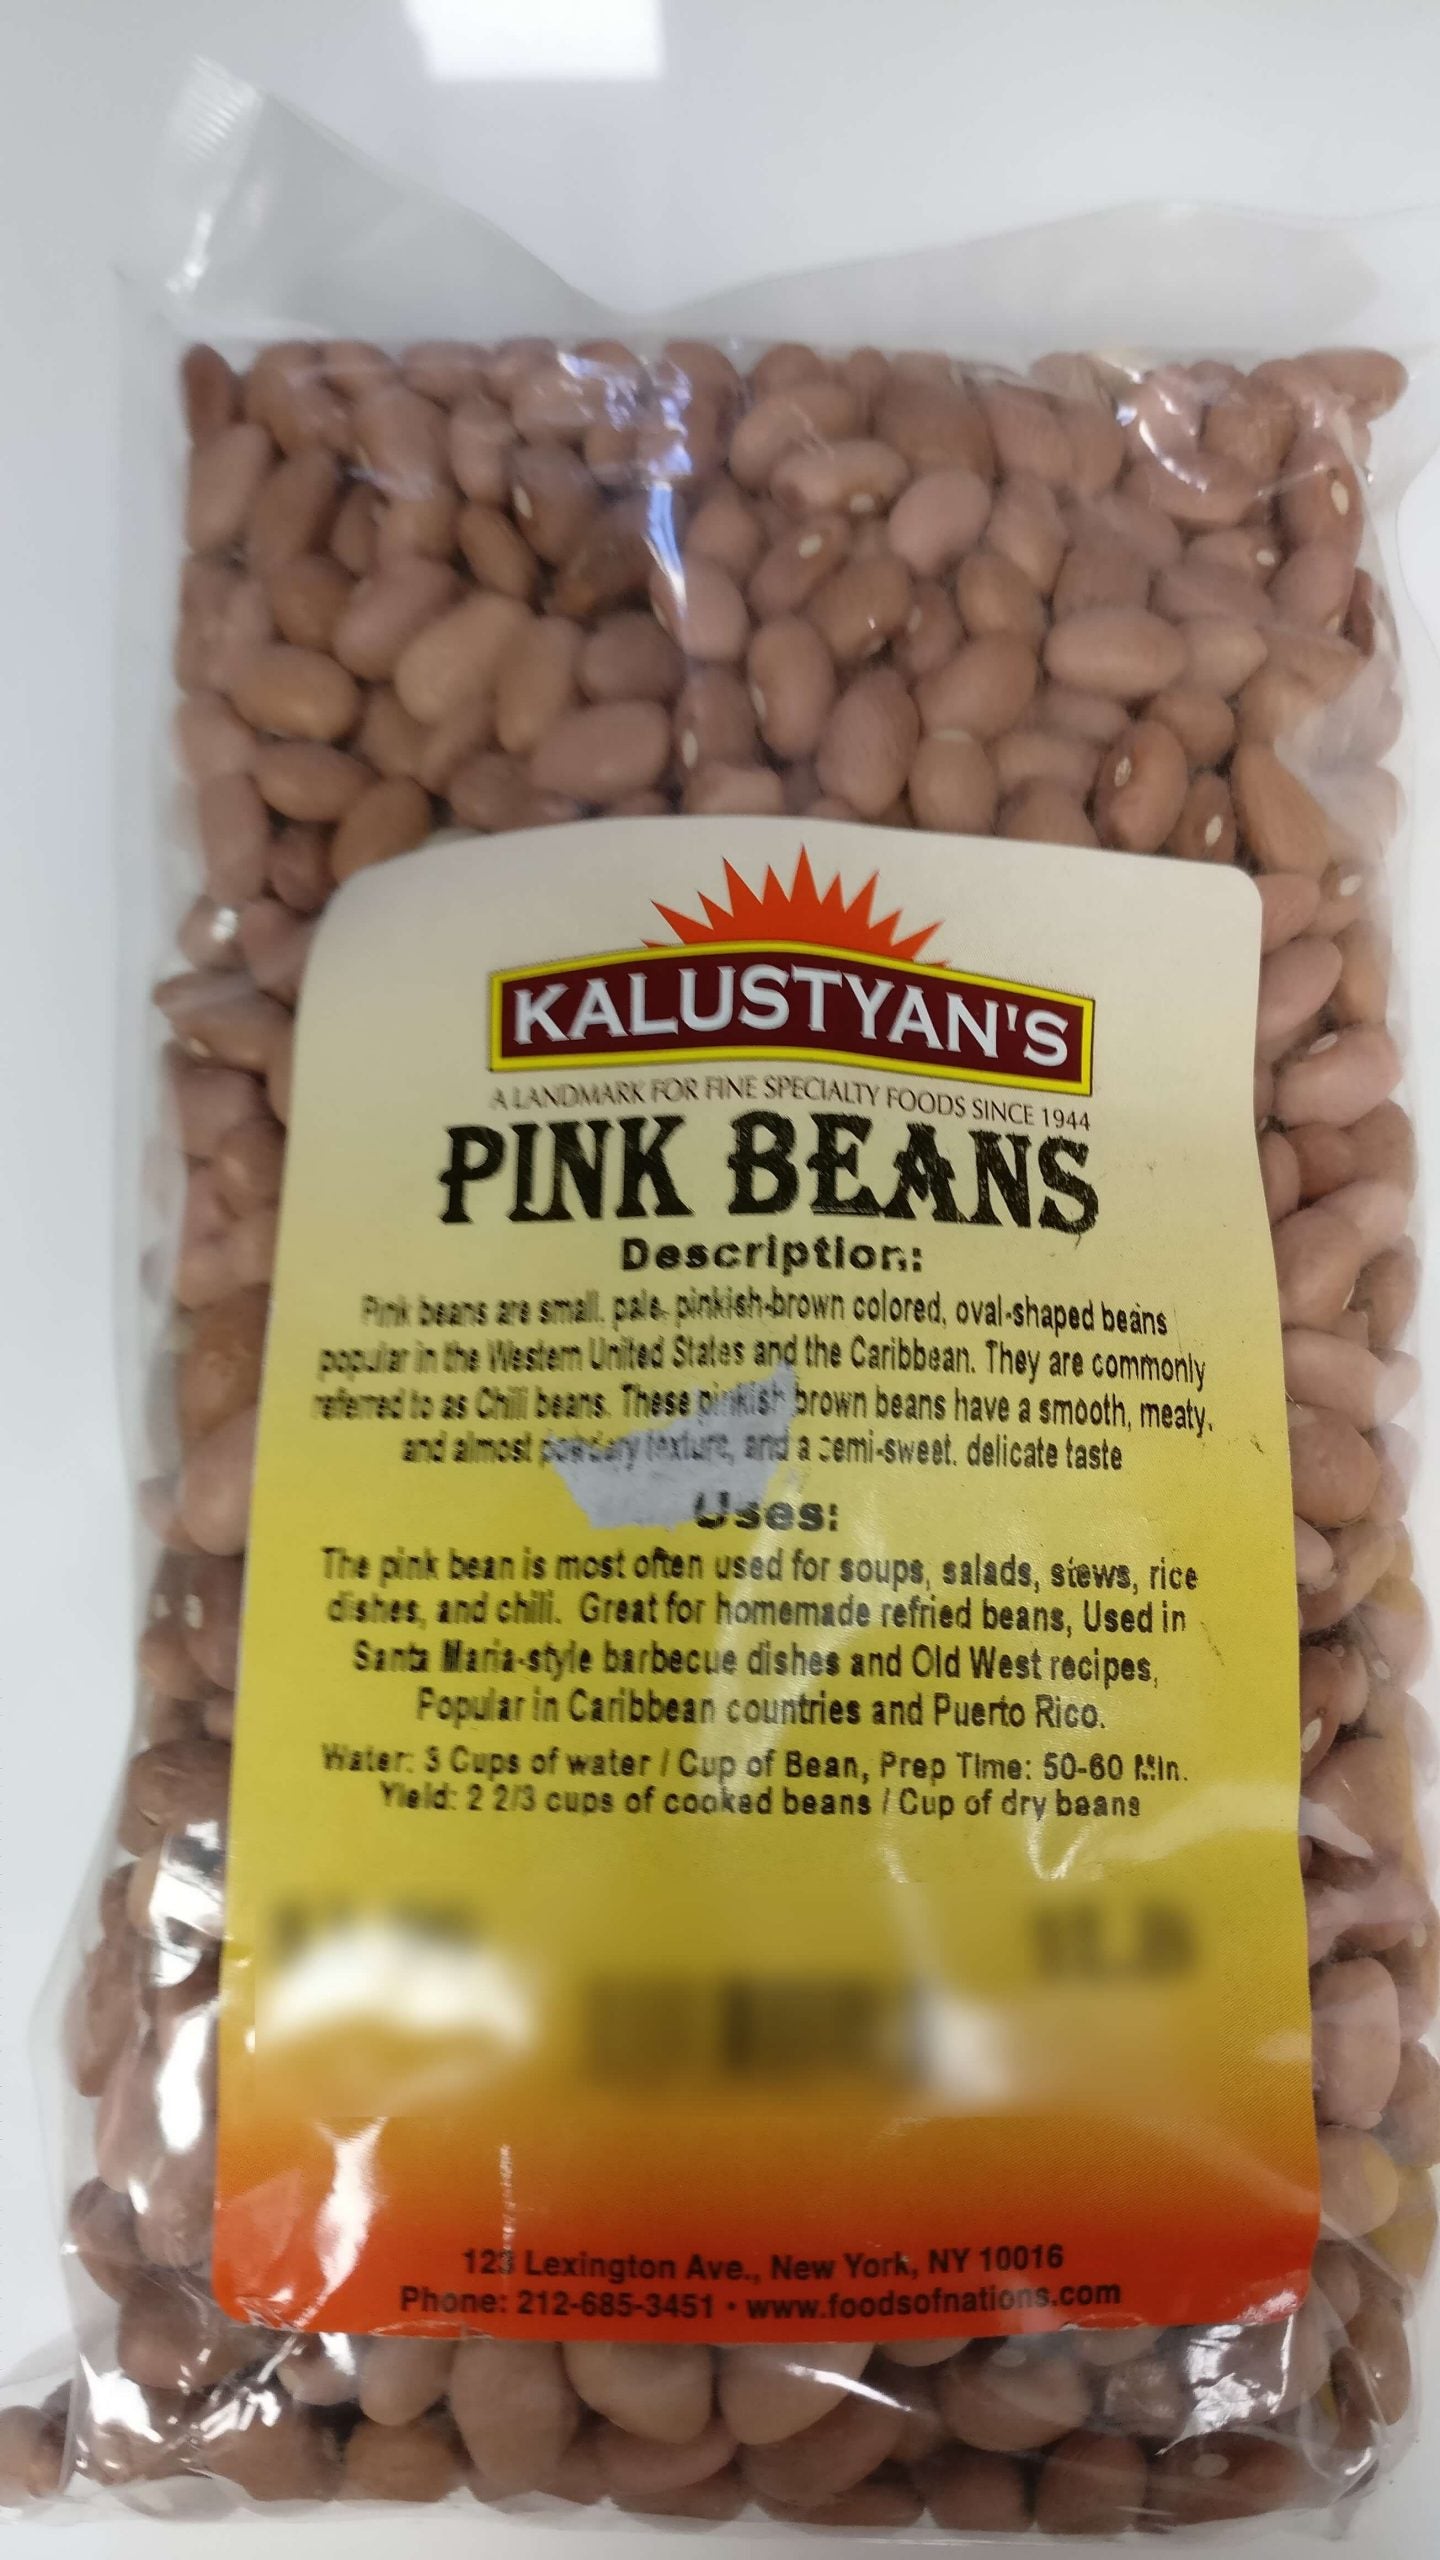 KALUSTYAN'S
A LANDMARK FOR FINE SPECIALTY FOODS SINCE 1944
PINK BEANS
Description:
Pink beans are small, pale, pinkish-brown colored, oval-shaped beans
popular in the Western United States and the Caribbean. They are commonly
referred to as Chili beans. These pinkish brown beans have a smooth, meaty,
and almost powdery texture, and a semi-sweet, delicate taste
Uses:
The pink bean is most often used for soups, salads, stews, rice
dishes, and chili. Great for homemade refried beans, Used in
Santa Maria-style barbecue dishes and Old West recipes,
Popular in Caribbean countries and Puerto Rico.
Water: 3 Cups of water / Cup of Bean, Prep Time: 50-60 Min.
Yield: 2 2/3 cups of cooked beans / Cup of dry beans
123 Lexington Ave., New York, NY 10016
Phone: 212-685-3451 • www.foodsofnations.com